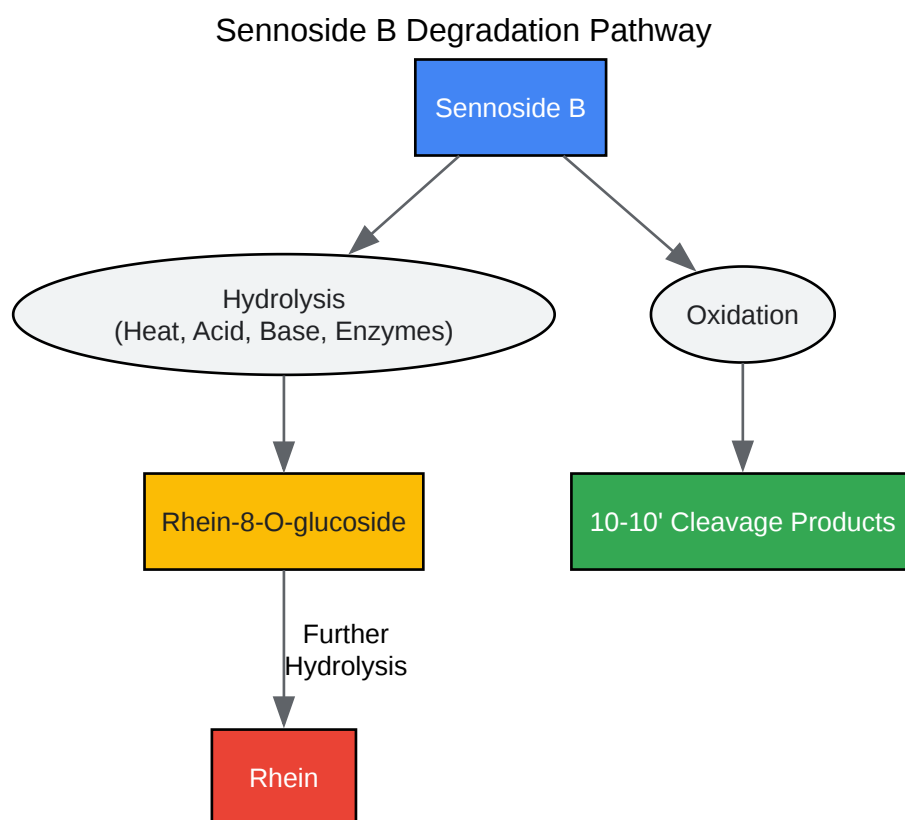 Sennoside B Degradation Pathway
Sennoside B
Hydrolysis
(Heat, Acid, Base, Enzymes)
Oxidation
Rhein-8-O-glucoside
10-10' Cleavage Products
Further
Hydrolysis
Rhein